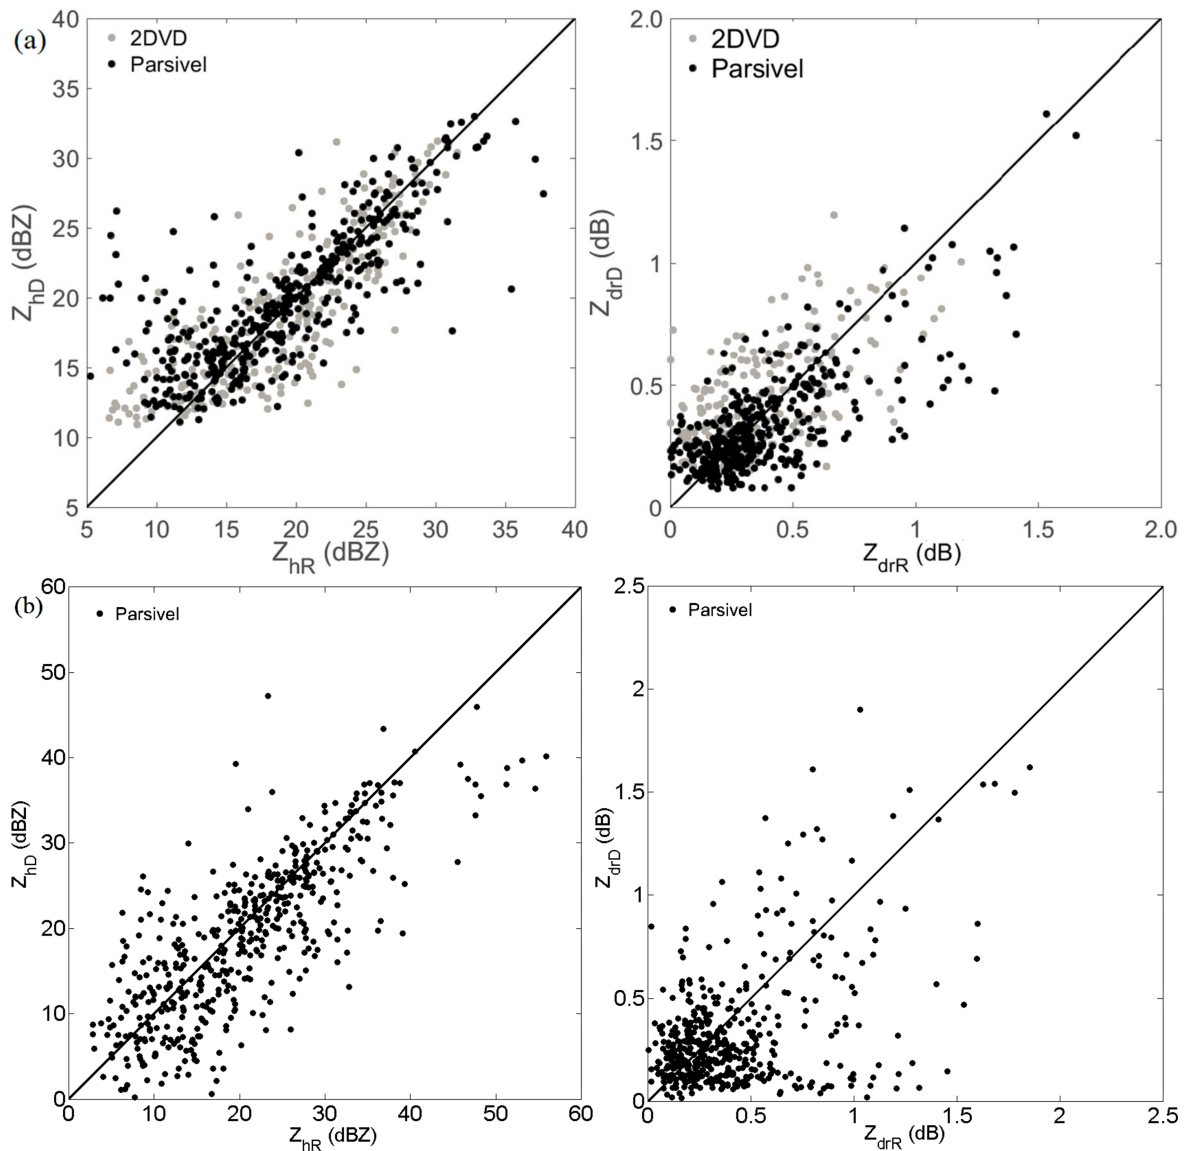 (a)
2DVD
Parsivel
40
35
30
25
20
15
10
5
5 10 15 20 25 30 35 40
Z_hD (dBZ)
Z_hR (dBZ)
2DVD
Parsivel
2.0
1.5
1
0.5
0
0 0.5 1 1.5 2.0
Z_drD (dB)
Z_drR (dB)
(b)
Parsivel
60
50
40
30
20
10
0
0 10 20 30 40 50 60
Z_hD (dBZ)
Z_hR (dBZ)
Parsivel
2.5
2
1.5
1
0.5
0
0 0.5 1 1.5 2 2.5
Z_drD (dB)
Z_drR (dB)